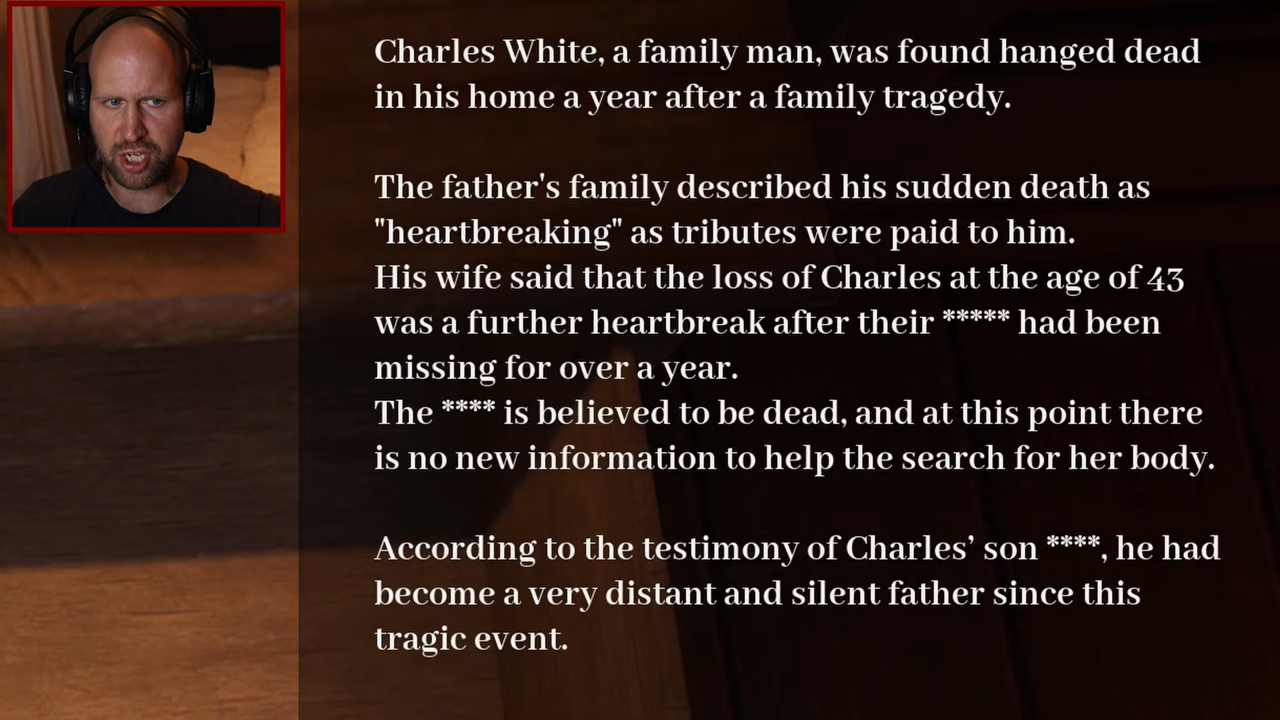 Charles White, a family man, was found hanged dead
in his home a year after a family tragedy.
The father's family described his sudden death as
"heartbreaking" as tributes were paid to him.
His wife said that the loss of Charles at the age of 43
was a further heartbreak after their ***** had been
missing for over a year.
The **** is believed to be dead, and at this point there
is no new information to help the search for her body.
According to the testimony of Charles’ son ****, he had
become a very distant and silent father since this
tragic event.